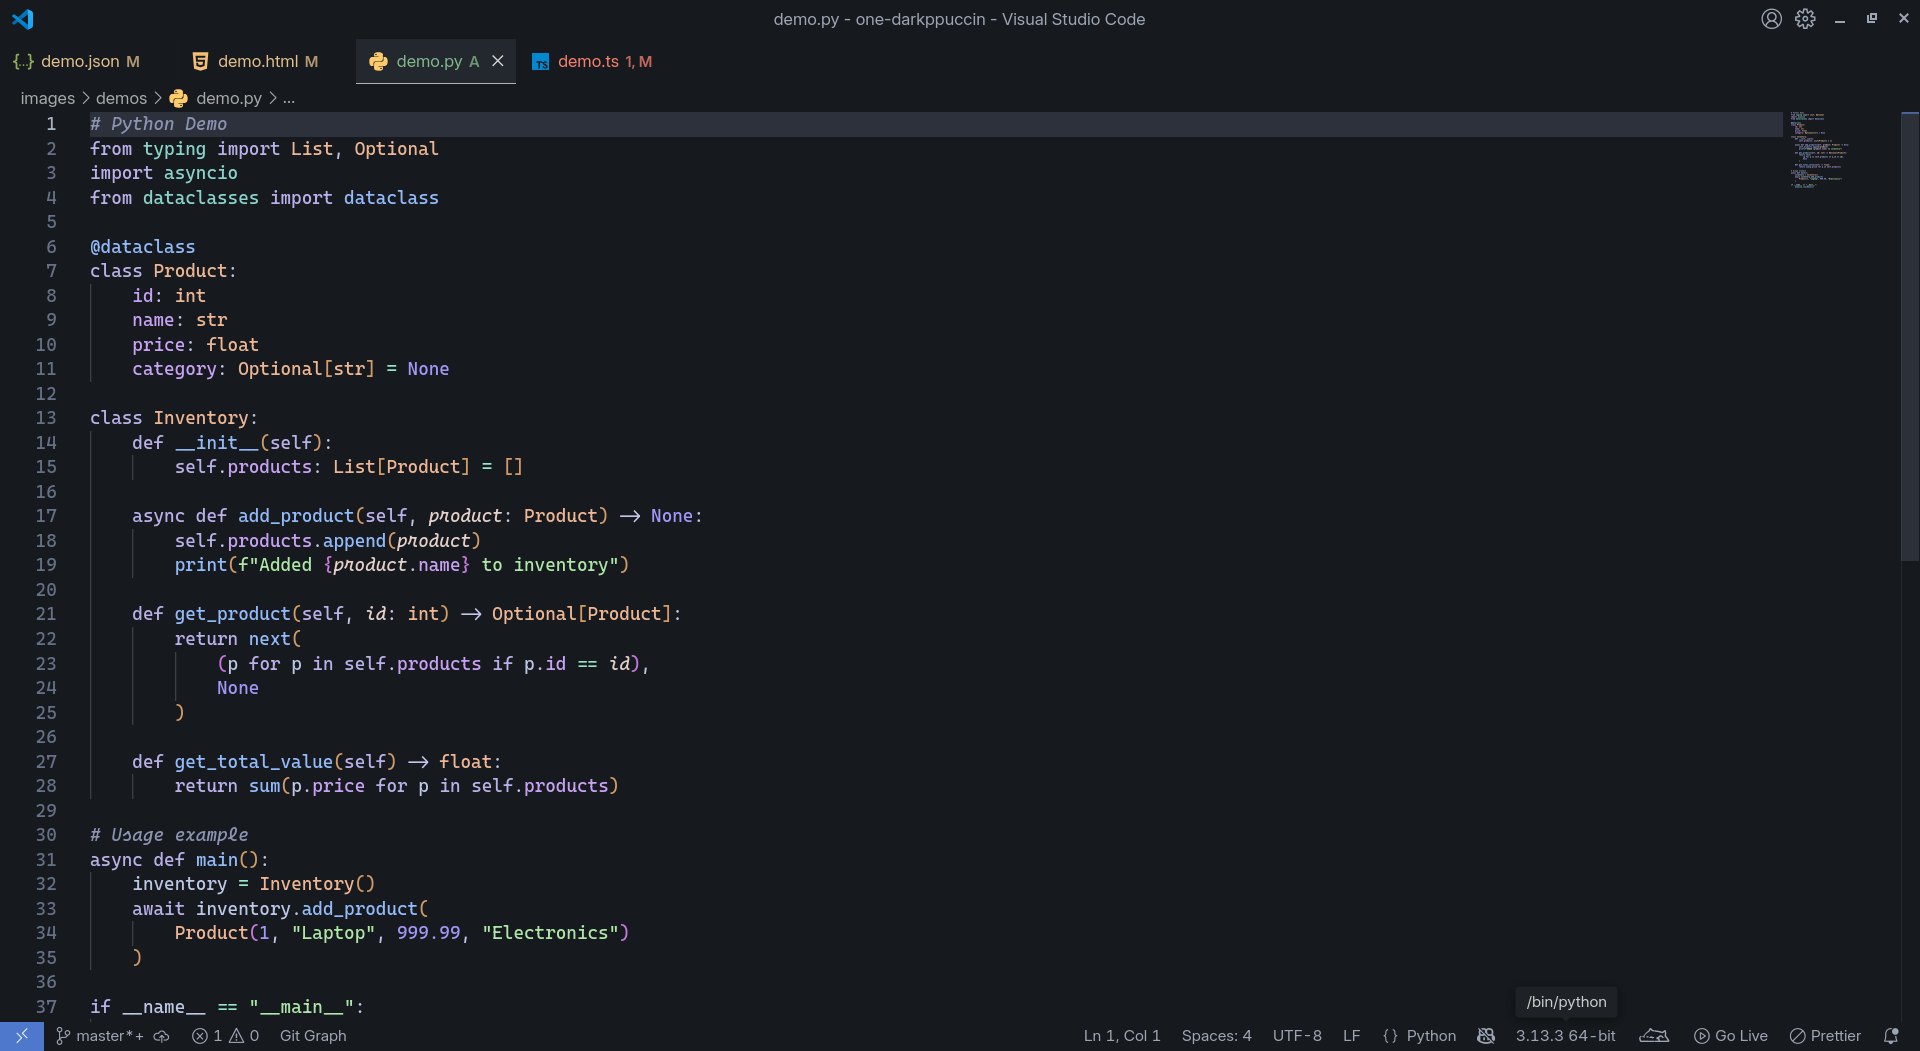 demo.py - one-darkppuccin - Visual Studio Code
{..} demo.json M demo.html M demo.py A TS demo.ts 1, M
images > demos > demo.py > ...
1 # Python Demo
2 from typing import List, Optional
3 import asyncio
4 from dataclasses import dataclass
5
6 @dataclass
7 class Product:
8     id: int
9     name: str
10     price: float
11     category: Optional[str] = None
12
13 class Inventory:
14     def __init__(self):
15         self.products: List[Product] = []
16
17     async def add_product(self, product: Product) -> None:
18         self.products.append(product)
19         print(f"Added {product.name} to inventory")
20
21     def get_product(self, id: int) -> Optional[Product]:
22         return next(
23             (p for p in self.products if p.id == id),
24             None
25         )
26
27     def get_total_value(self) -> float:
28         return sum(p.price for p in self.products)
29
30 # Usage example
31 async def main():
32     inventory = Inventory()
33     await inventory.add_product(
34         Product(1, "Laptop", 999.99, "Electronics")
35     )
36
37 if __name__ == "__main__":
/bin/python
master*+ 1 0 Git Graph Ln 1, Col 1 Spaces: 4 UTF-8 LF { } Python 3.13.3 64-bit Go Live Prettier